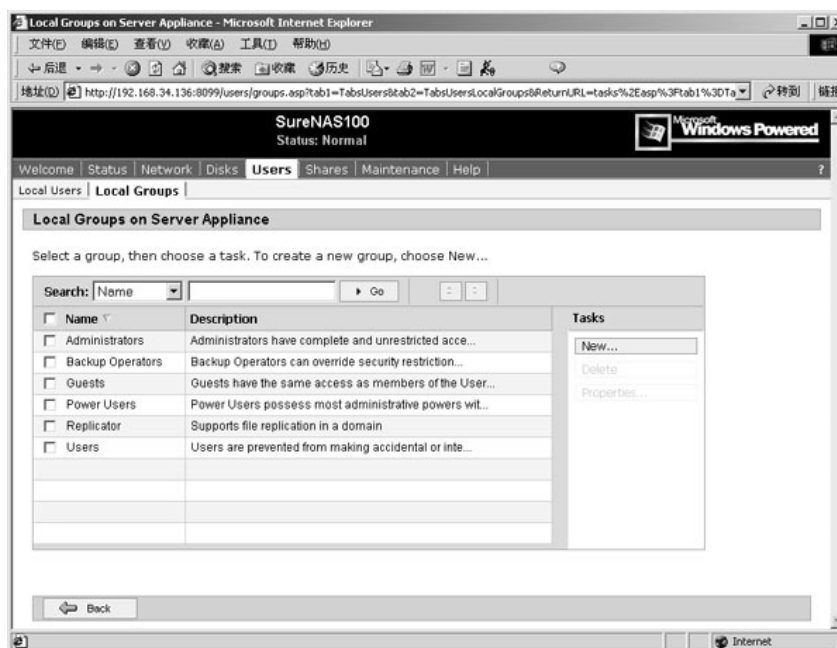 Local Groups on Server Appliance - Microsoft Internet Explorer
文件(F) 编辑(E) 查看(V) 收藏(A) 工具(T) 帮助(H)
后退 搜索 收藏 历史
地址(D) http://192.168.34.136:8099/users/groups.asp?tab1=TabsUsers&tab2=TabsUsersLocalGroups&ReturnURL=tasks%2Easp%3Ftab1%3DTa 转到 链接
SureNAS100
Status: Normal
Microsoft
Windows Powered
Welcome Status Network Disks Users Shares Maintenance Help ?
Local Users Local Groups
Local Groups on Server Appliance
Select a group, then choose a task. To create a new group, choose New...
Search: Name Go
Name Description Tasks
Administrators Administrators have complete and unrestricted acce...
New...
Backup Operators Backup Operators can override security restriction...
Delete
Guests Guests have the same access as members of the User...
Properties...
Power Users Power Users possess most administrative powers wit...
Replicator Supports file replication in a domain
Users Users are prevented from making accidental or inte...
Back
Internet